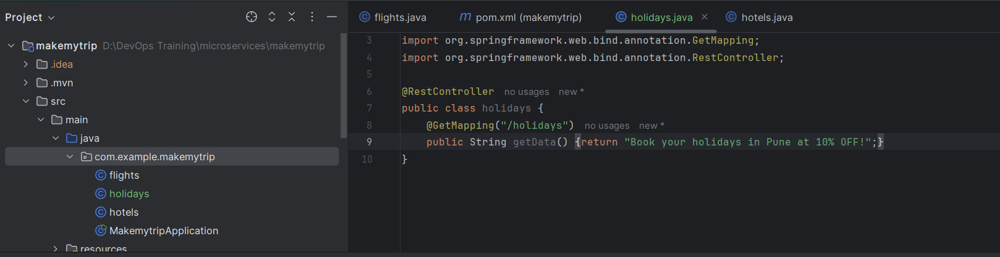 Project
makemytrip D:\DevOps Training\microservices\makemytrip
.idea
.mvn
src
main
java
com.example.makemytrip
flights
holidays
hotels
MakemytripApplication
resources
flights.java pom.xml (makemytrip) holidays.java hotels.java
3 import org.springframework.web.bind.annotation.GetMapping;
4 import org.springframework.web.bind.annotation.RestController;
5
6 @RestController no usages new *
7 public class holidays {
8 @GetMapping("/holidays") no usages new *
9 public String getData() {return "Book your holidays in Pune at 10% OFF!";}
10 }